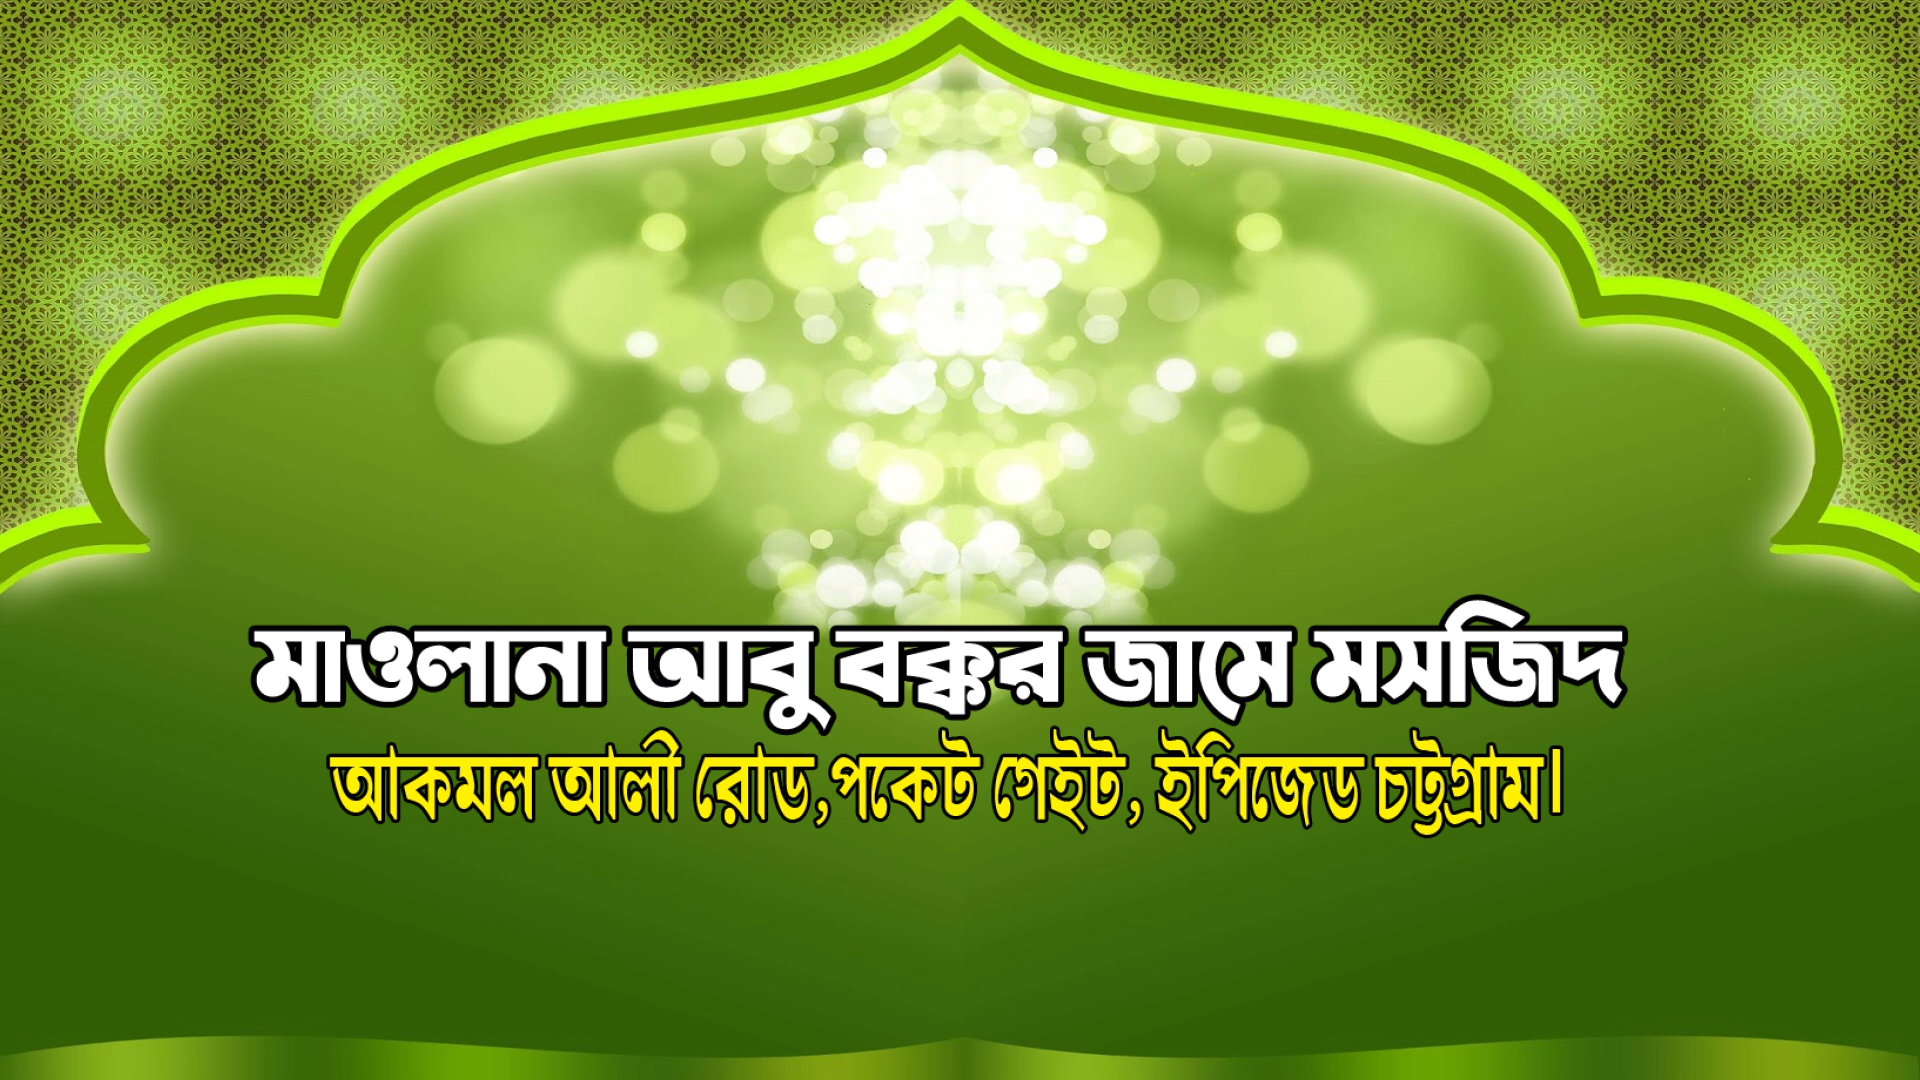 মাওলানা আবু বক্কর জামে মসজিদ
আকমল আলী রোড,পকেট গেইট, ইপিজেড চট্টগ্রাম।